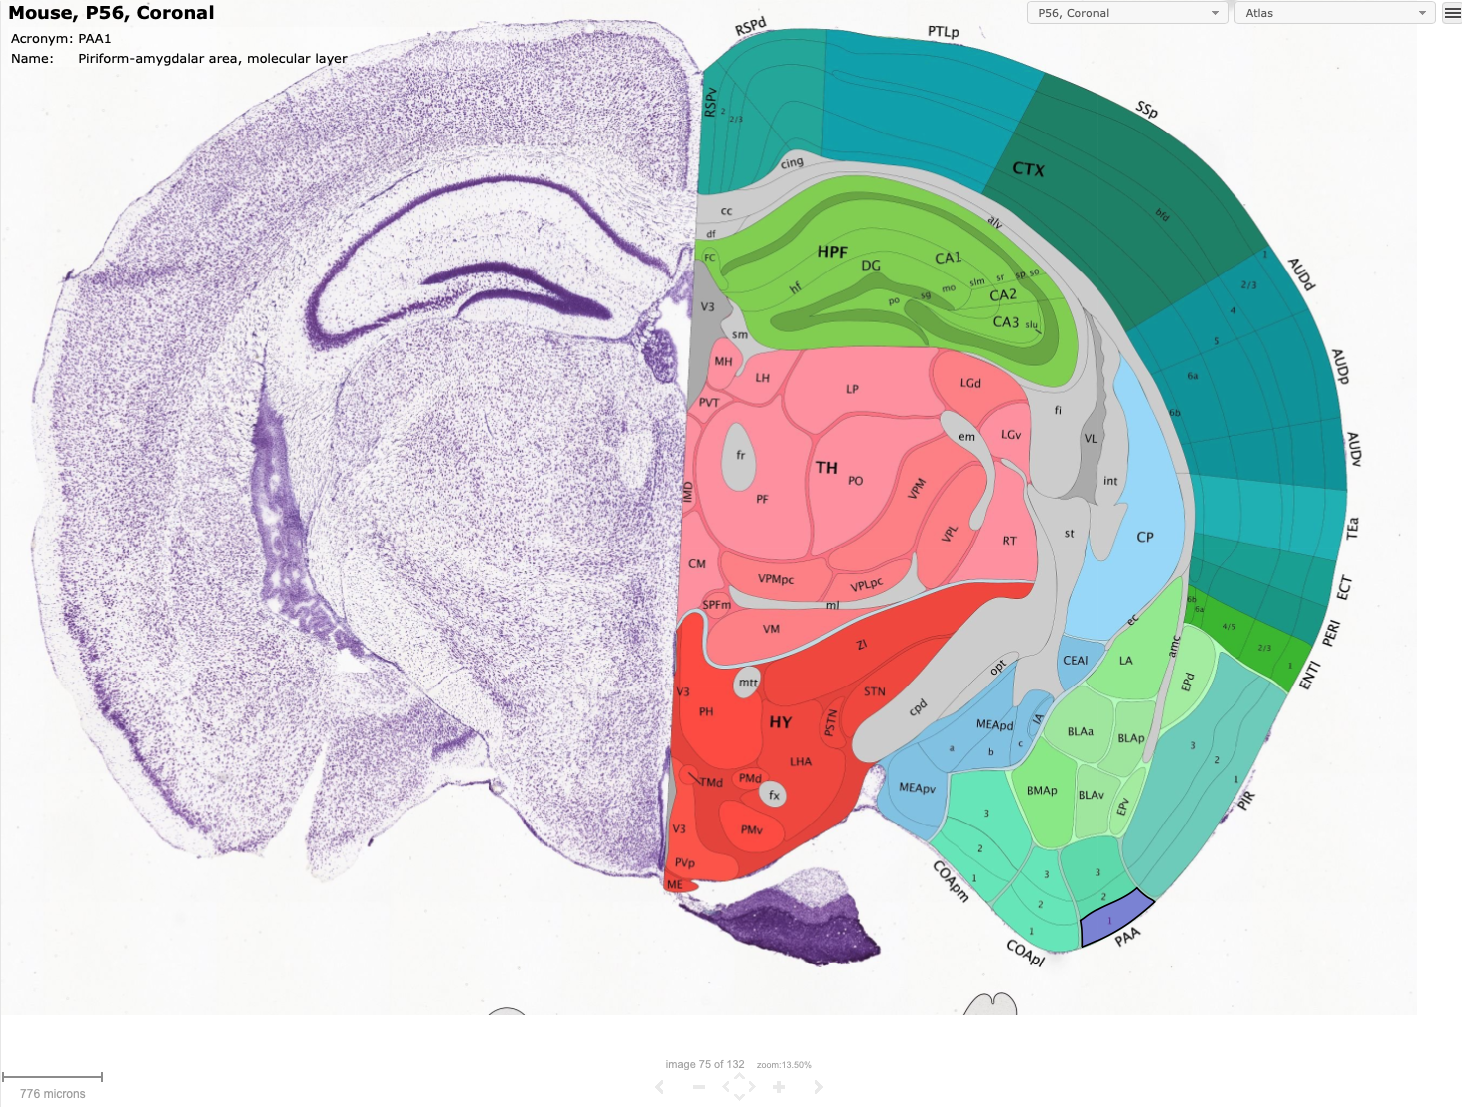 Mouse, P56, Coronal
Acronym: PAA1
Name: Piriform-amygdalar area, molecular layer
P56, Coronal
Atlas
RSPd
PTLp
SSp
RSPv
2
2/3
cing
CTX
bfd
cc
df
FC
alv
1
AUDd
2/3
4
5
6a
6b
AUDp
AUDv
TEa
ECT
PERI
ENTl
HPF
DG
CA1
hf
po
sg
mo
slm
sr
sp
so
CA2
CA3
slu
V3
sm
MH
LH
LP
LGd
LGv
PVT
fi
VL
int
em
fr
TH
PO
VPM
IMD
PF
VPL
RT
st
CP
CM
VPMpc
VPLpc
SPFm
ml
VM
ZI
ec
amc
6b
6a
4/5
2/3
1
CEAl
LA
EPd
opt
mtt
V3
PH
HY
PSTN
STN
cpd
MEApd
a
b
c
IA
BLAa
BLAp
3
2
1
PIR
LHA
TMd
PMd
fx
MEApv
BMAp
BLAv
EPv
V3
PMv
PVp
ME
3
2
1
COApm
3
2
1
COApl
3
2
1
PAA
image 75 of 132
zoom:13.50%
776 microns